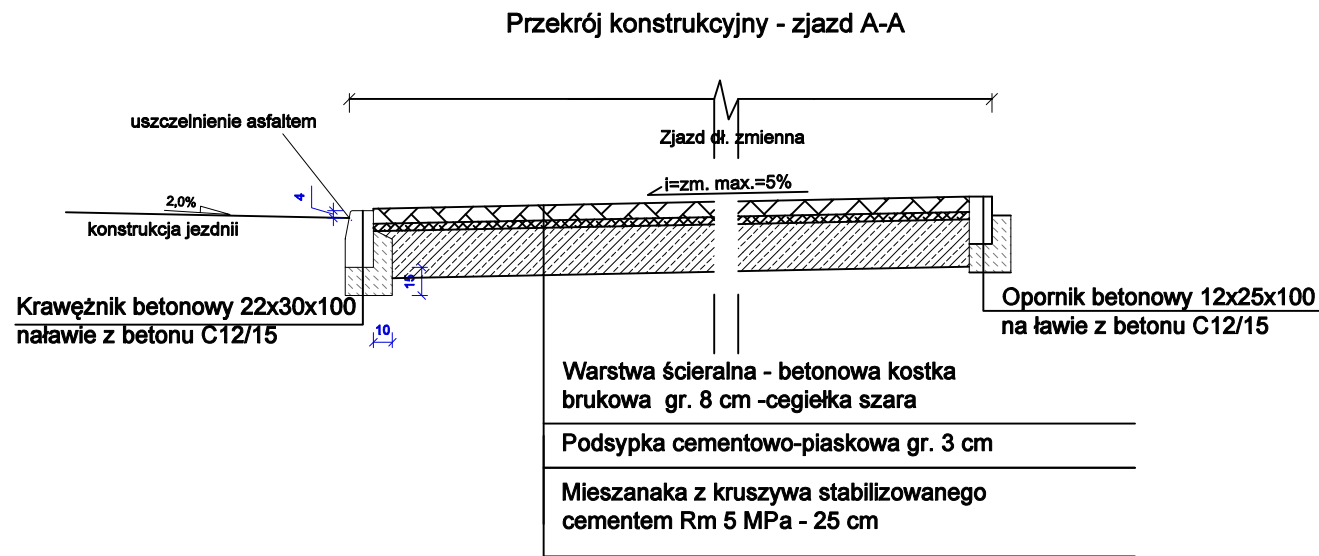 Przekrój konstrukcyjny - zjazd A-A
uszczelnienie asfaltem
Zjazd dł. zmienna
i=zm. max.=5%
4
2,0%
konstrukcja jezdnii
15
10
Krawężnik betonowy 22x30x100
naławie z betonu C12/15
Opornik betonowy 12x25x100
na ławie z betonu C12/15
Warstwa ścieralna - betonowa kostka
brukowa gr. 8 cm -cegiełka szara
Podsypka cementowo-piaskowa gr. 3 cm
Mieszanaka z kruszywa stabilizowanego
cementem Rm 5 MPa - 25 cm